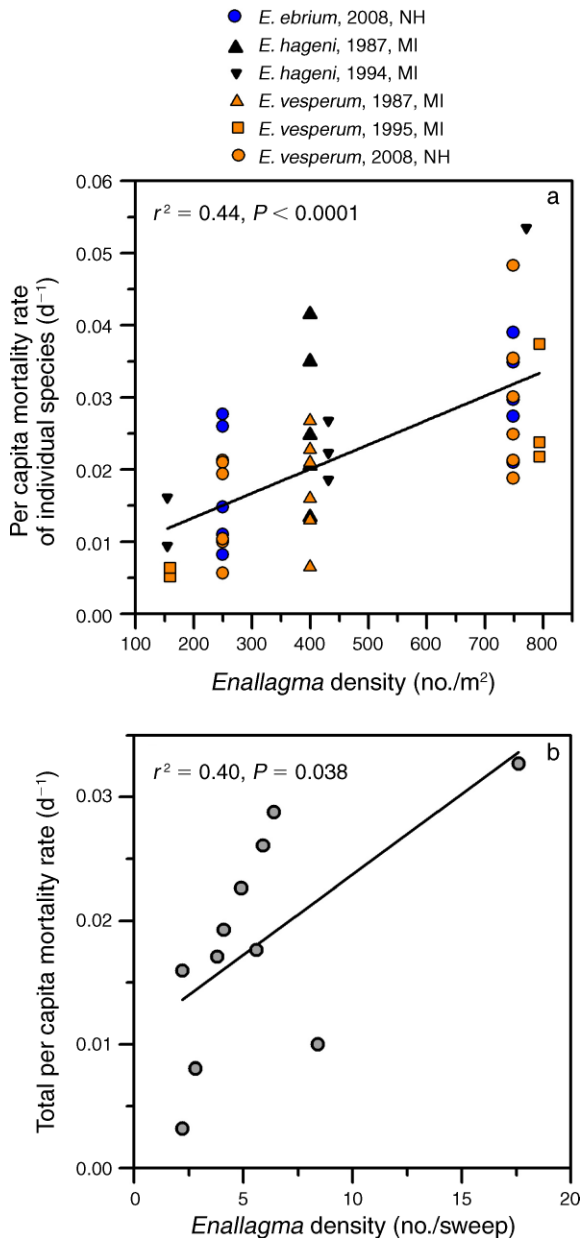 E. ebrium, 2008, NH
E. hageni, 1987, MI
E. hageni, 1994, MI
E. vesperum, 1987, MI
E. vesperum, 1995, MI
E. vesperum, 2008, NH
a
r² = 0.44, P < 0.0001
Per capita mortality rate
of individual species (d⁻¹)
0.06
0.05
0.04
0.03
0.02
0.01
0.00
100 200 300 400 500 600 700 800
Enallagma density (no./m²)
b
r² = 0.40, P = 0.038
Total per capita mortality rate (d⁻¹)
0.03
0.02
0.01
0.00
0 5 10 15 20
Enallagma density (no./sweep)